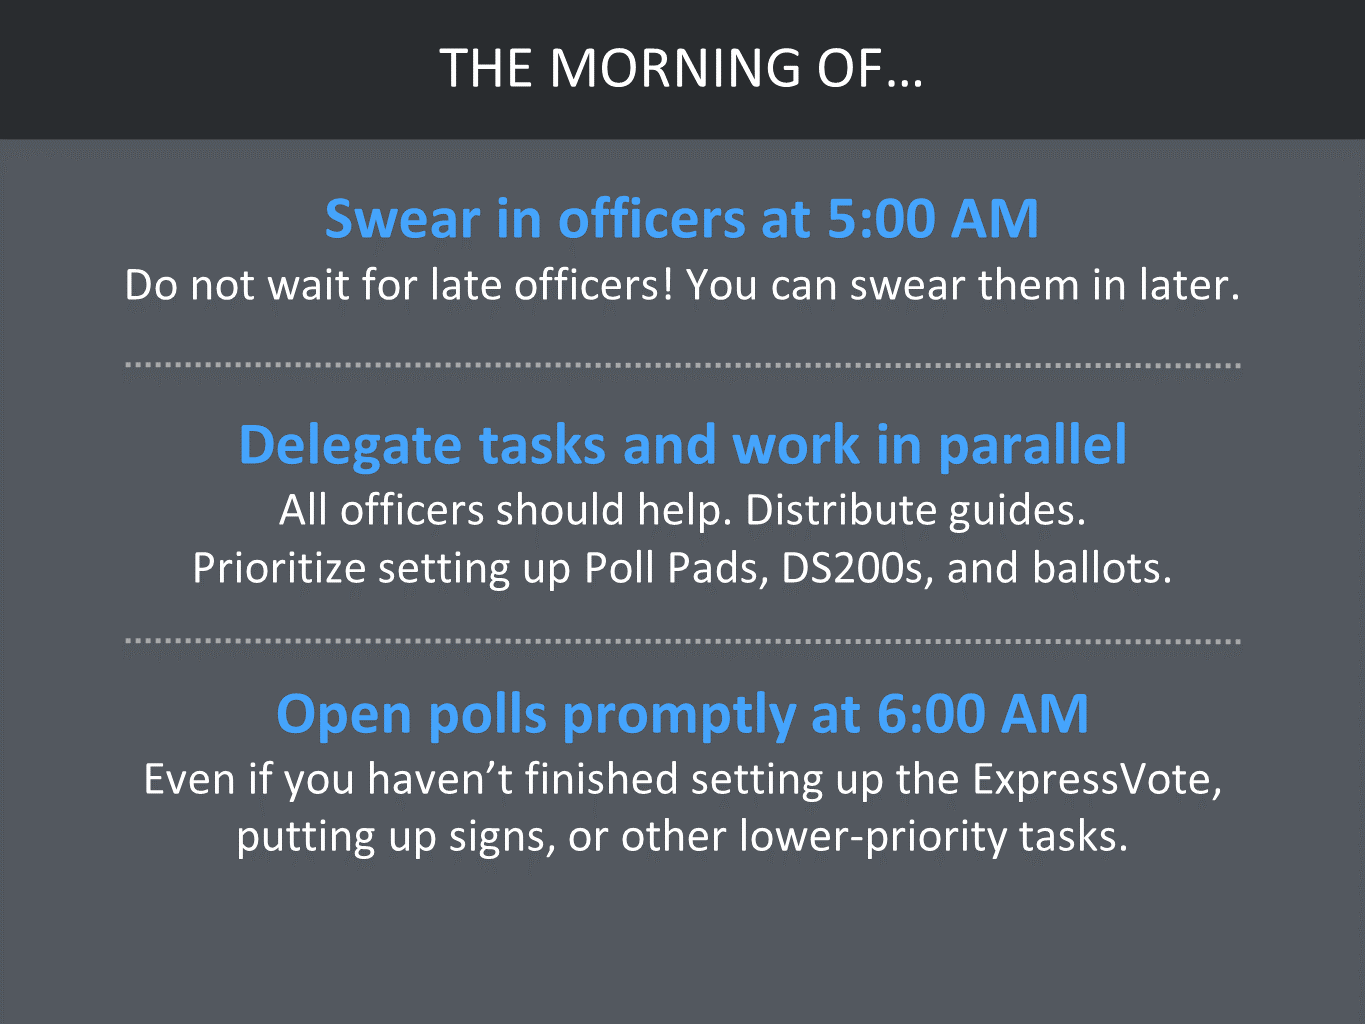 THE MORNING OF…
Swear in officers at 5:00 AM
Do not wait for late officers! You can swear them in later.
Delegate tasks and work in parallel
All officers should help. Distribute guides.
Prioritize setting up Poll Pads, DS200s, and ballots.
Open polls promptly at 6:00 AM
Even if you haven’t finished setting up the ExpressVote,
putting up signs, or other lower-priority tasks.